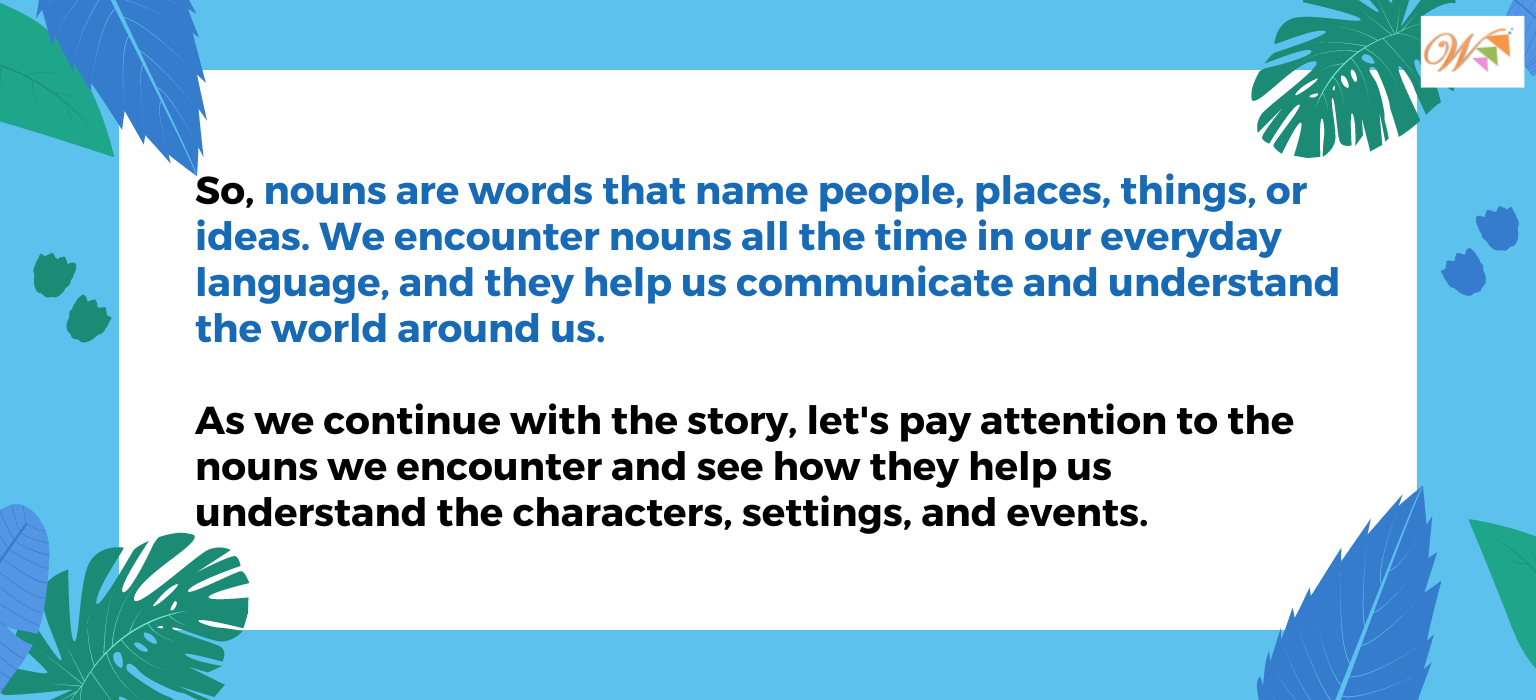 So, nouns are words that name people, places, things, or
ideas. We encounter nouns all the time in our everyday
language, and they help us communicate and understand
the world around us.
As we continue with the story, let's pay attention to the
nouns we encounter and see how they help us
understand the characters, settings, and events.
W